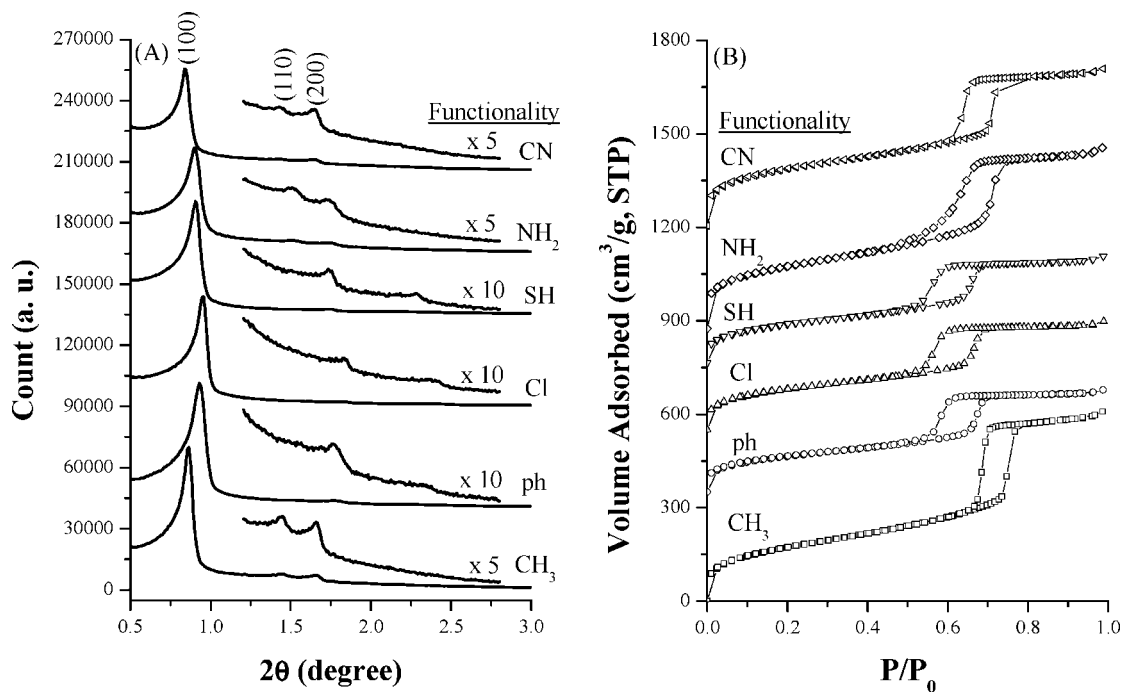 (A)
(100)
(110)
(200)
Functionality
x 5
CN
x 5
NH₂
x 10
SH
x 10
Cl
x 10
ph
x 5
CH₃
270000
240000
210000
180000
150000
120000
90000
60000
30000
0
Count (a. u.)
0.5 1.0 1.5 2.0 2.5 3.0
2θ (degree)
(B)
Functionality
CN
NH₂
SH
Cl
ph
CH₃
1800
1500
1200
900
600
300
0
Volume Adsorbed (cm³/g, STP)
0.0 0.2 0.4 0.6 0.8 1.0
P/P₀